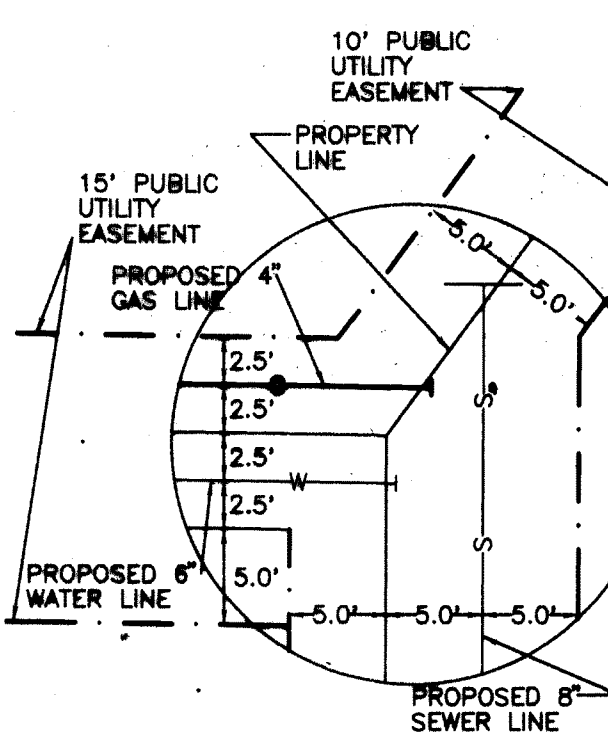 10' PUBLIC
UTILITY
EASEMENT
PROPERTY
LINE
15' PUBLIC
UTILITY
EASEMENT
PROPOSED 4"
GAS LINE
5.0'
5.0'
2.5'
2.5'
2.5'
2.5'
5.0'
W
S
S
PROPOSED 6"
WATER LINE
5.0'
5.0'
5.0'
PROPOSED 8"
SEWER LINE